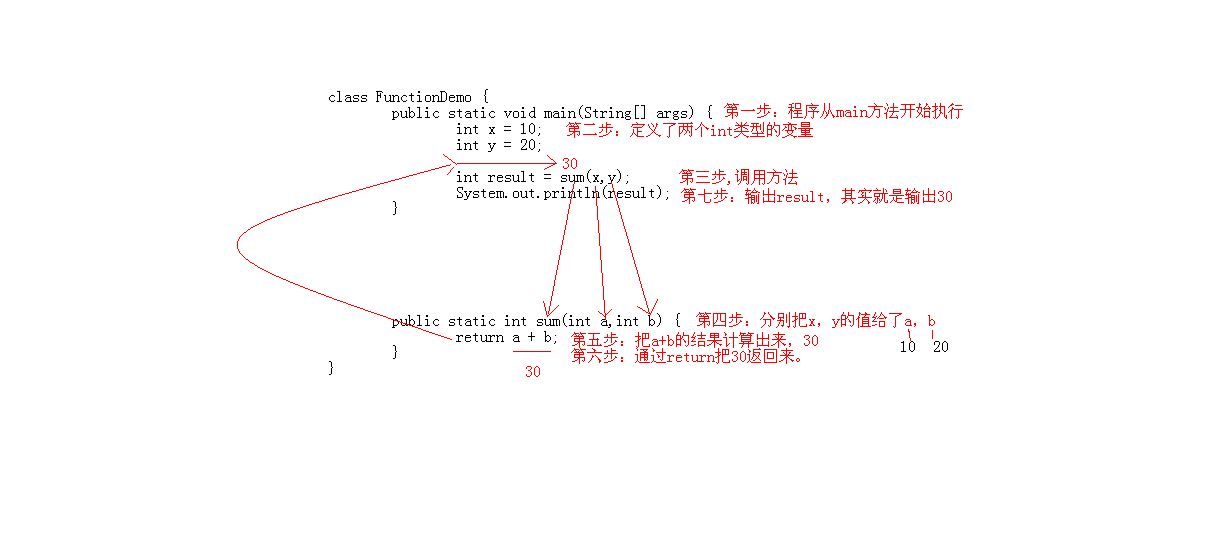 class FunctionDemo {
public static void main(String[] args) { 第一步：程序从main方法开始执行
int x = 10; 第二步：定义了两个int类型的变量
int y = 20;
30
int result = sum(x,y); 第三步,调用方法
System.out.println(result); 第七步：输出result，其实就是输出30
}
public static int sum(int a,int b) { 第四步：分别把x，y的值给了a，b
return a + b; 第五步：把a+b的结果计算出来，30
10 20
} 第六步：通过return把30返回来。
}
30